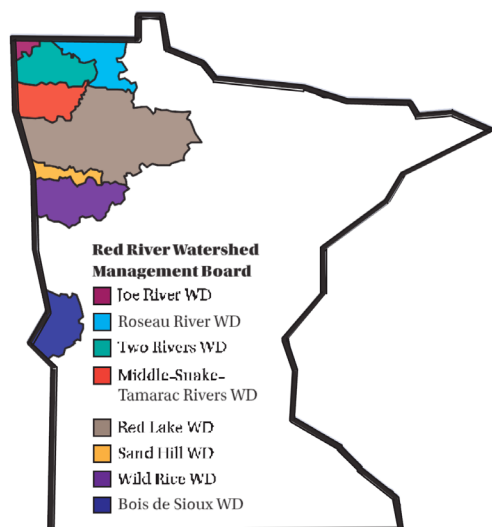 Red River Watershed
Management Board
Joe River WD
Roseau River WD
Two Rivers WD
Middle-Snake-
Tamarac Rivers WD
Red Lake WD
Sand Hill WD
Wild Rice WD
Bois de Sioux WD